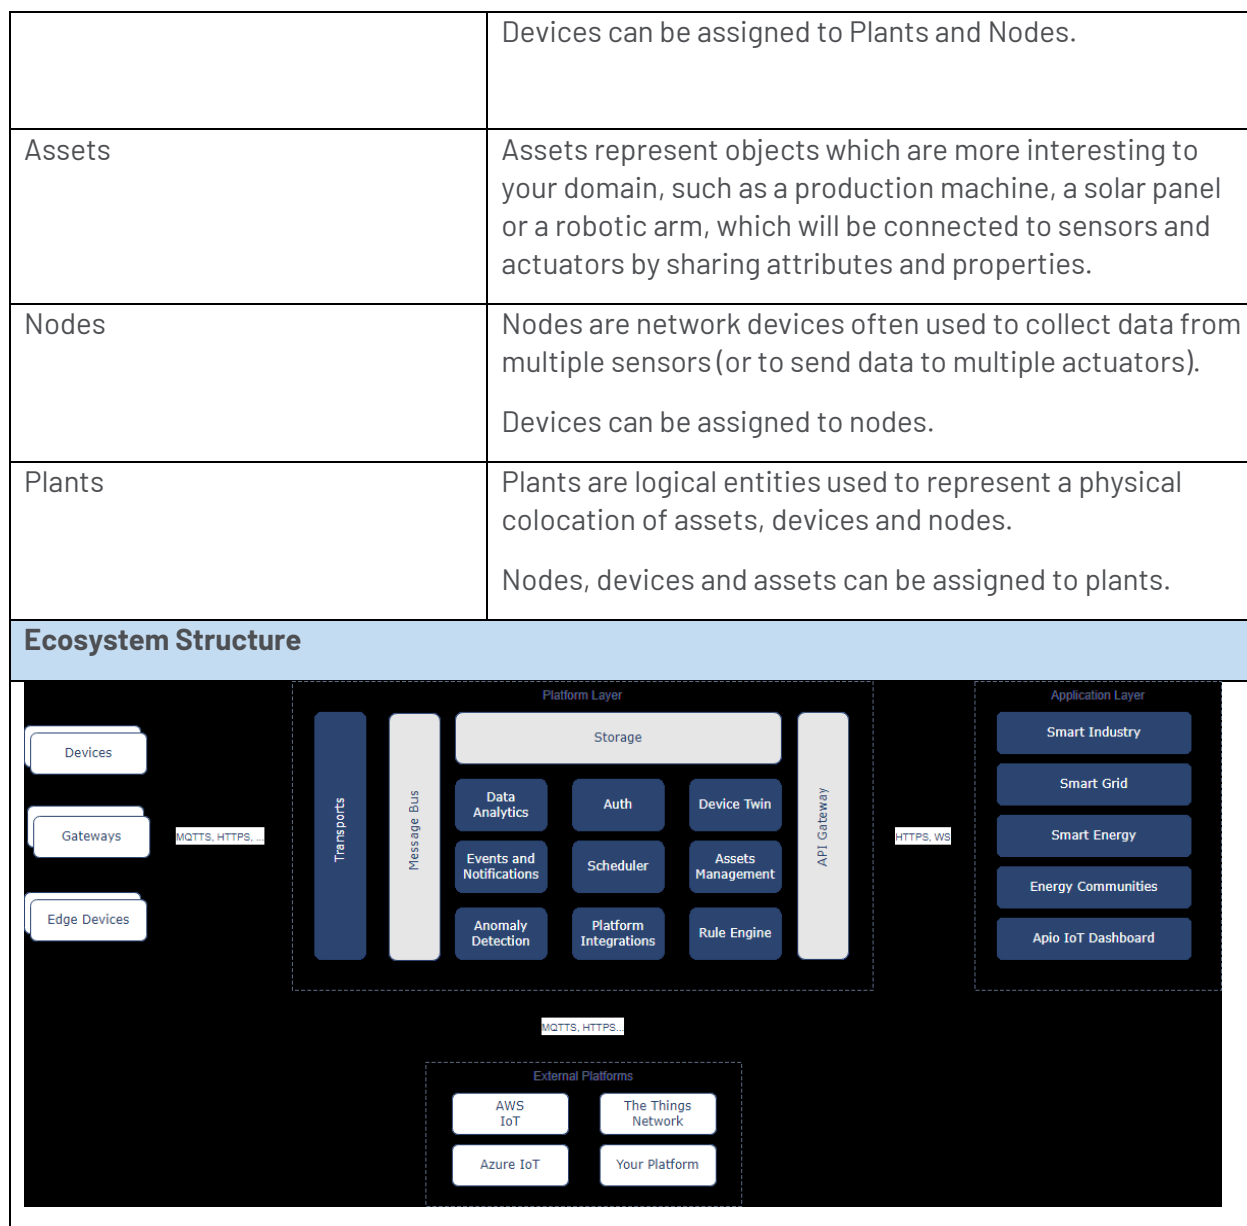 Devices can be assigned to Plants and Nodes.
Assets
Assets represent objects which are more interesting to
your domain, such as a production machine, a solar panel
or a robotic arm, which will be connected to sensors and
actuators by sharing attributes and properties.
Nodes
Nodes are network devices often used to collect data from
multiple sensors (or to send data to multiple actuators).
Devices can be assigned to nodes.
Plants
Plants are logical entities used to represent a physical
colocation of assets, devices and nodes.
Nodes, devices and assets can be assigned to plants.
Ecosystem Structure
Devices
Gateways
Edge Devices
MQTTS, HTTPS, ...
Platform Layer
Transports
Message Bus
Storage
Data
Analytics
Auth
Device Twin
Events and
Notifications
Scheduler
Assets
Management
Anomaly
Detection
Platform
Integrations
Rule Engine
API Gateway
HTTPS, WS
Application Layer
Smart Industry
Smart Grid
Smart Energy
Energy Communities
Apio IoT Dashboard
MQTTS, HTTPS...
External Platforms
AWS
IoT
The Things
Network
Azure IoT
Your Platform